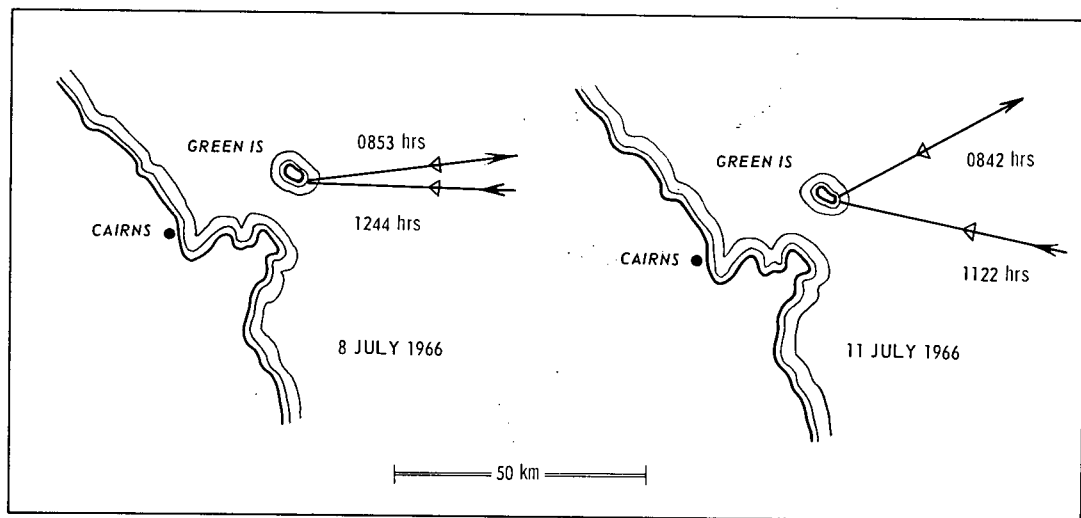 GREEN IS
0853 hrs
1244 hrs
CAIRNS
8 JULY 1966
GREEN IS
0842 hrs
1122 hrs
CAIRNS
11 JULY 1966
50 km